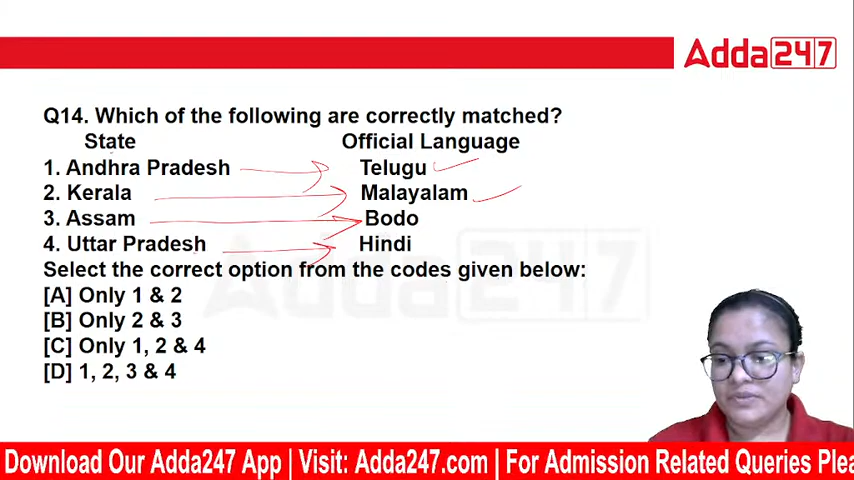 Adda247
Q14. Which of the following are correctly matched?
State Official Language
1. Andhra Pradesh Telugu
2. Kerala Malayalam
3. Assam Bodo
4. Uttar Pradesh Hindi
Select the correct option from the codes given below:
[A] Only 1 & 2
[B] Only 2 & 3
[C] Only 1, 2 & 4
[D] 1, 2, 3 & 4
Adda247
Download Our Adda247 App | Visit: Adda247.com | For Admission Related Queries Plea